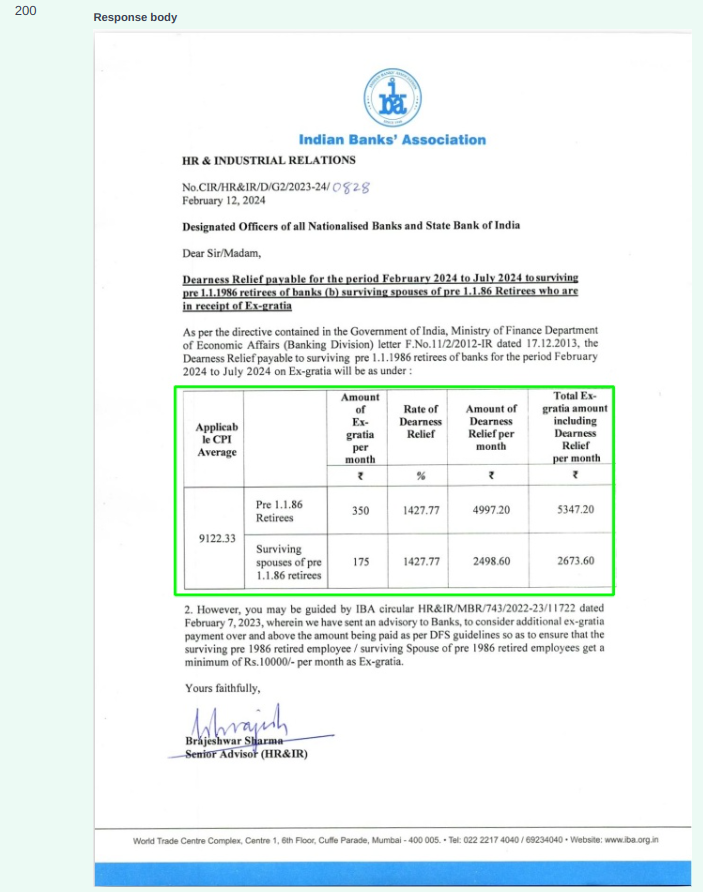 200
Response body
INDIAN BANKS' ASSOCIATION
iba
SINCE 1946
Indian Banks' Association
HR & INDUSTRIAL RELATIONS
No.CIR/HR&IR/D/G2/2023-24/ 0828
February 12, 2024
Designated Officers of all Nationalised Banks and State Bank of India
Dear Sir/Madam,
Dearness Relief payable for the period February 2024 to July 2024 to surviving
pre 1.1.1986 retirees of banks (b) surviving spouses of pre 1.1.86 Retirees who are
in receipt of Ex-gratia
As per the directive contained in the Government of India, Ministry of Finance Department
of Economic Affairs (Banking Division) letter F.No.11/2/2012-IR dated 17.12.2013, the
Dearness Relief payable to surviving pre 1.1.1986 retirees of banks for the period February
2024 to July 2024 on Ex-gratia will be as under :
Applicab
le CPI
Average
Amount
of
Ex-
gratia
per
month
Rate of
Dearness
Relief
Amount of
Dearness
Relief per
month
Total Ex-
gratia amount
including
Dearness
Relief
per month
₹ % ₹ ₹
9122.33
Pre 1.1.86
Retirees
350 1427.77 4997.20 5347.20
Surviving
spouses of pre
1.1.86 retirees
175 1427.77 2498.60 2673.60
2. However, you may be guided by IBA circular HR&IR/MBR/743/2022-23/11722 dated
February 7, 2023, wherein we have sent an advisory to Banks, to consider additional ex-gratia
payment over and above the amount being paid as per DFS guidelines so as to ensure that the
surviving pre 1986 retired employee / surviving Spouse of pre 1986 retired employees get a
minimum of Rs.10000/- per month as Ex-gratia.
Yours faithfully,
Brajeshwar Sharma
Senior Advisor (HR&IR)
World Trade Centre Complex, Centre 1, 6th Floor, Cuffe Parade, Mumbai - 400 005. • Tel: 022 2217 4040 / 69234040 • Website: www.iba.org.in